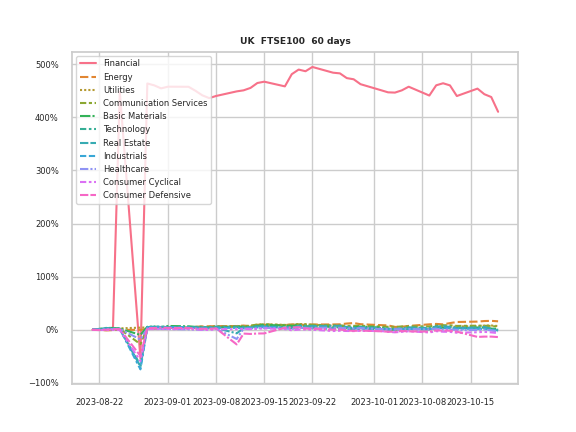 UK FTSE100 60 days
500%
400%
300%
200%
100%
0%
−100%
Financial
Energy
Utilities
Communication Services
Basic Materials
Technology
Real Estate
Industrials
Healthcare
Consumer Cyclical
Consumer Defensive
2023-08-22 2023-09-01 2023-09-08 2023-09-15 2023-09-22 2023-10-01 2023-10-08 2023-10-15